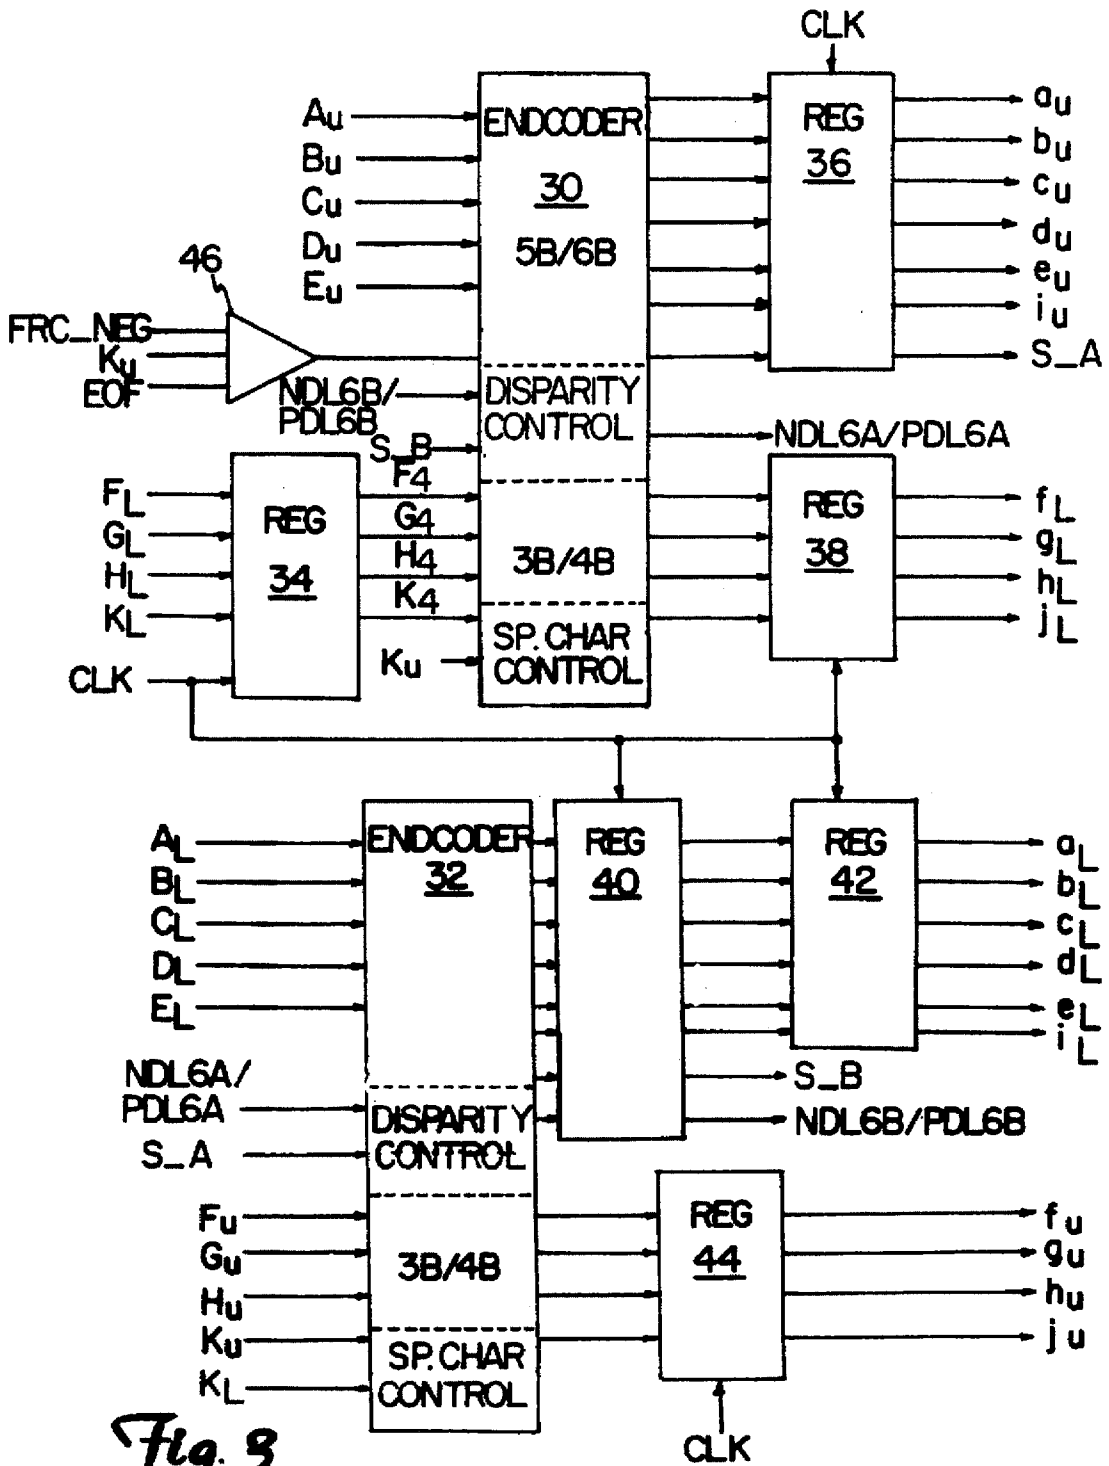 CLK
Au
Bu
Cu
Du
Eu
ENDCODER
30
5B/6B
REG
36
au
bu
cu
du
eu
iu
S_A
46
FRC_NEG
Ku
EOF
NDL6B/
PDL6B
S_B
DISPARITY
CONTROL
NDL6A/PDL6A
FL
GL
HL
KL
CLK
REG
34
F4
G4
H4
K4
Ku
3B/4B
SP. CHAR
CONTROL
REG
38
fL
gL
hL
jL
AL
BL
CL
DL
EL
ENDCODER
32
REG
40
REG
42
aL
bL
cL
dL
eL
iL
S_B
NDL6B/PDL6B
NDL6A/
PDL6A
S_A
DISPARITY
CONTROL
Fu
Gu
Hu
Ku
KL
3B/4B
SP. CHAR
CONTROL
REG
44
fu
gu
hu
ju
CLK
Fig. 3